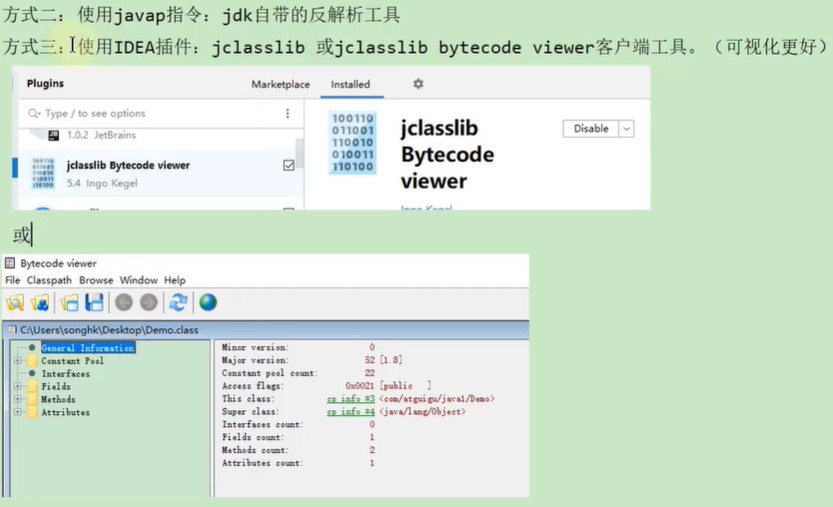 方式二：使用javap指令：jdk自带的反解析工具
方式三：使用IDEA插件：jclasslib 或jclasslib bytecode viewer客户端工具。（可视化更好）
Plugins
Marketplace Installed
Type / to see options
1.0.2 JetBrains
jclasslib Bytecode viewer
5.4 Ingo Kegel
100110
011001
110010
010011
110100
jclasslib
Bytecode
viewer
Disable
Ingo Kegel
或
Bytecode viewer
File Classpath Browse Window Help
C:\Users\songhk\Desktop\Demo.class
General Information
Constant Pool
Interfaces
Fields
Methods
Attributes
Minor version: 0
Major version: 52 [1.8]
Constant pool count: 22
Access flags: 0x0021 [public ]
This class: cp info #3 <com/atguigu/java1/Demo>
Super class: cp info #4 <java/lang/Object>
Interfaces count: 0
Fields count: 1
Methods count: 2
Attributes count: 1